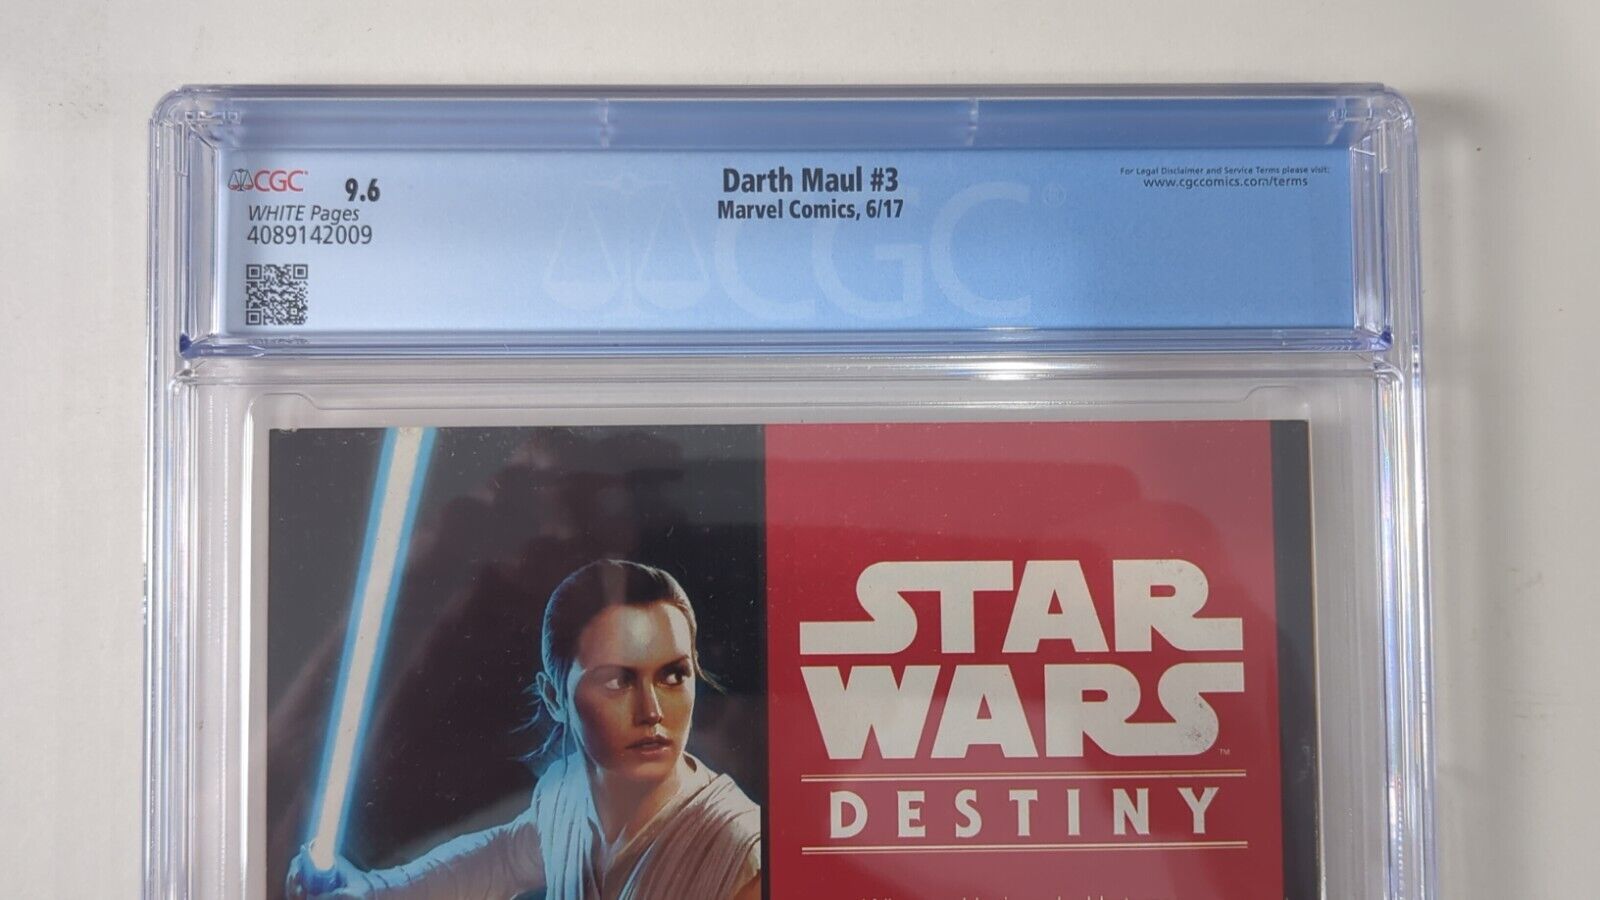 CGC 9.6
WHITE Pages
4089142009
Darth Maul #3
Marvel Comics, 6/17
For Legal Disclaimer and Service Terms please visit:
www.cgccomics.com/terms
CGC
STAR
WARS
DESTINY